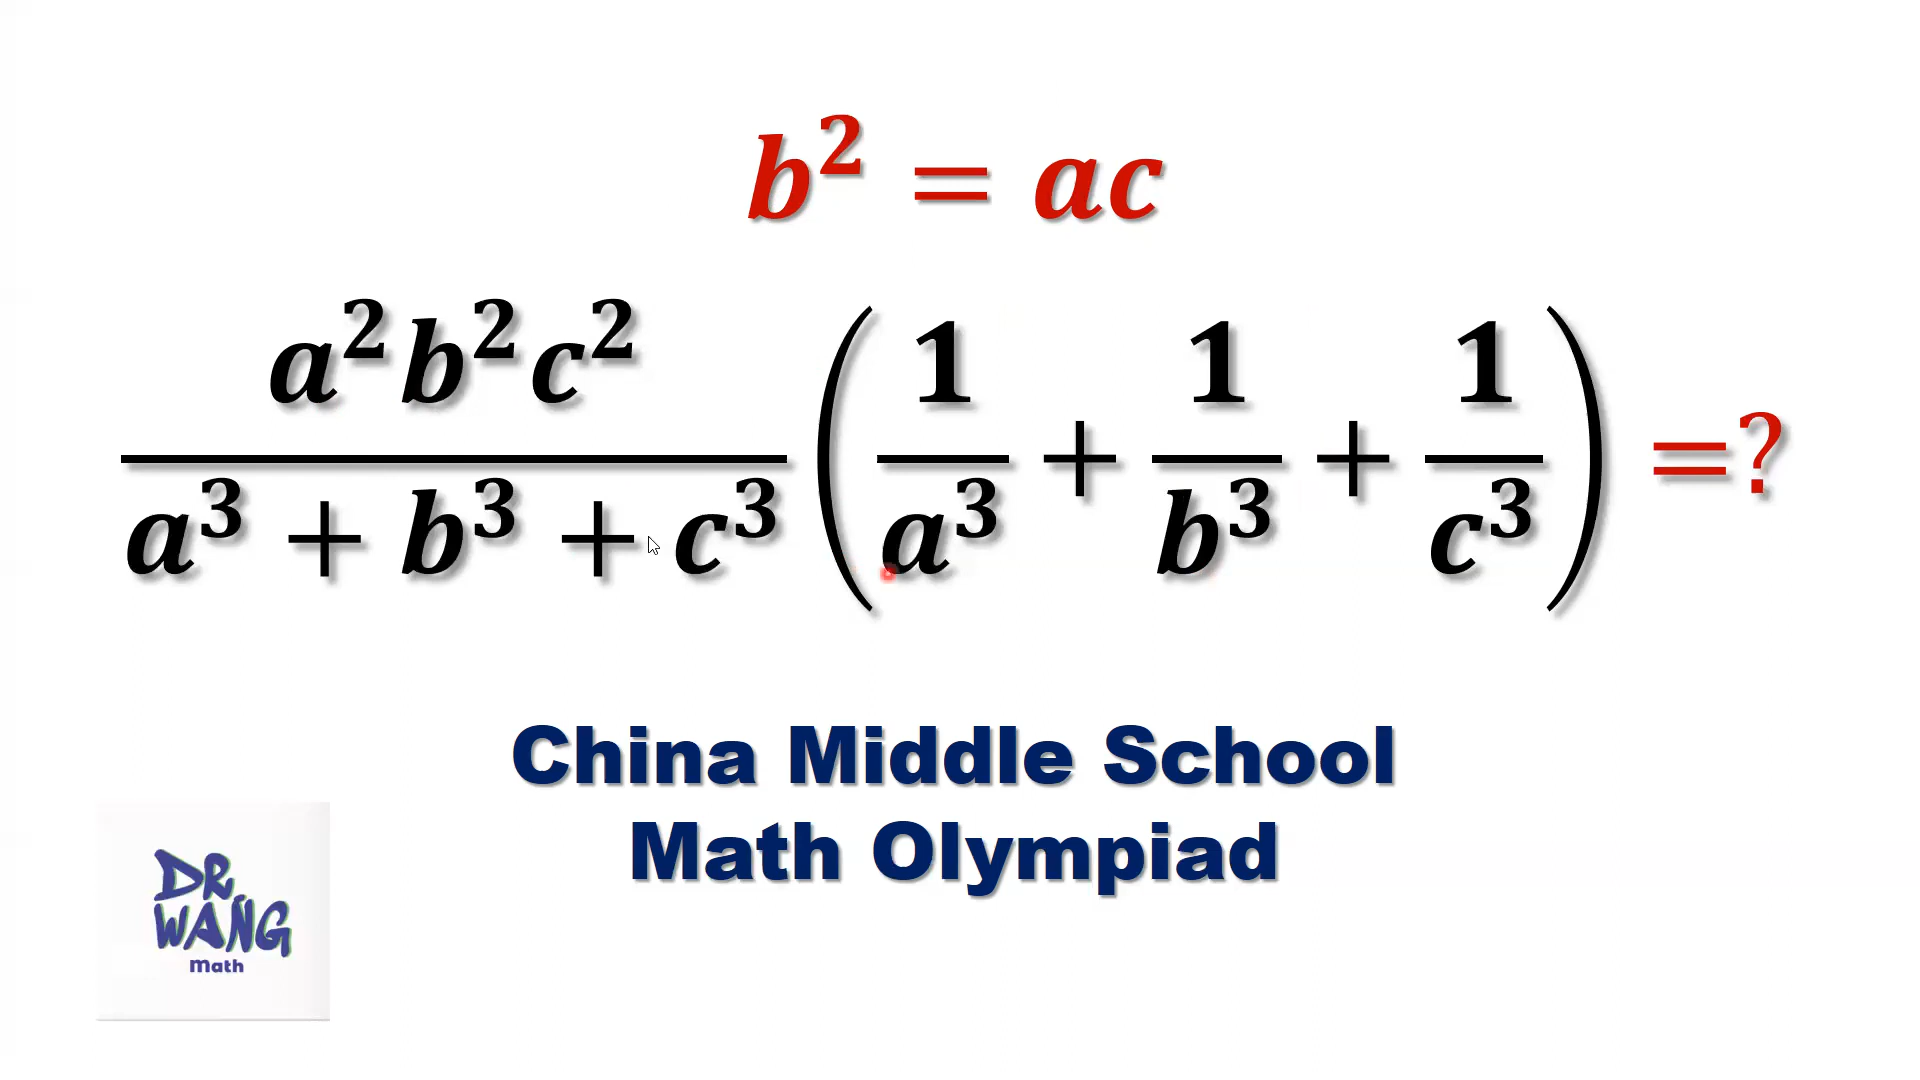 b² = ac
a²b²c² / (a³ + b³ + c³) (1/a³ + 1/b³ + 1/c³) =?
China Middle School
Math Olympiad
DR.
WANG
Math